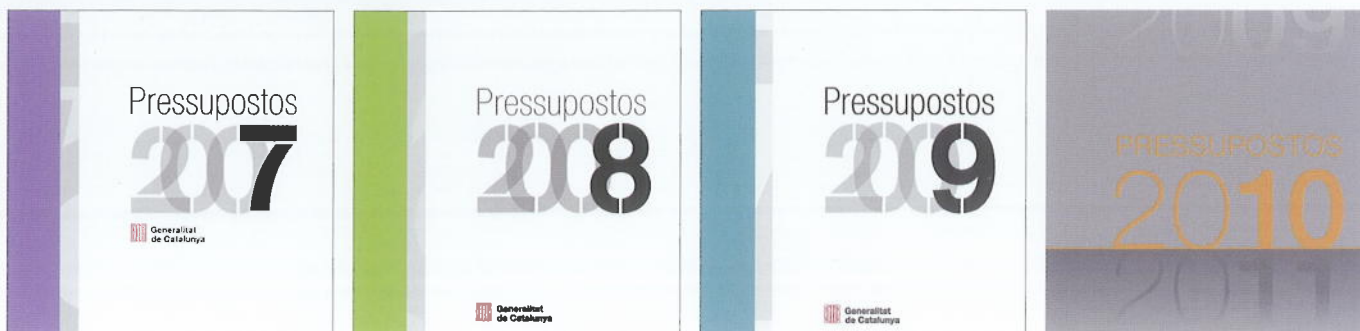 Pressupostos
2007
Generalitat
de Catalunya
Pressupostos
2008
Generalitat
de Catalunya
Pressupostos
2009
Generalitat
de Catalunya
2009
PRESSUPOSTOS
2010
2011